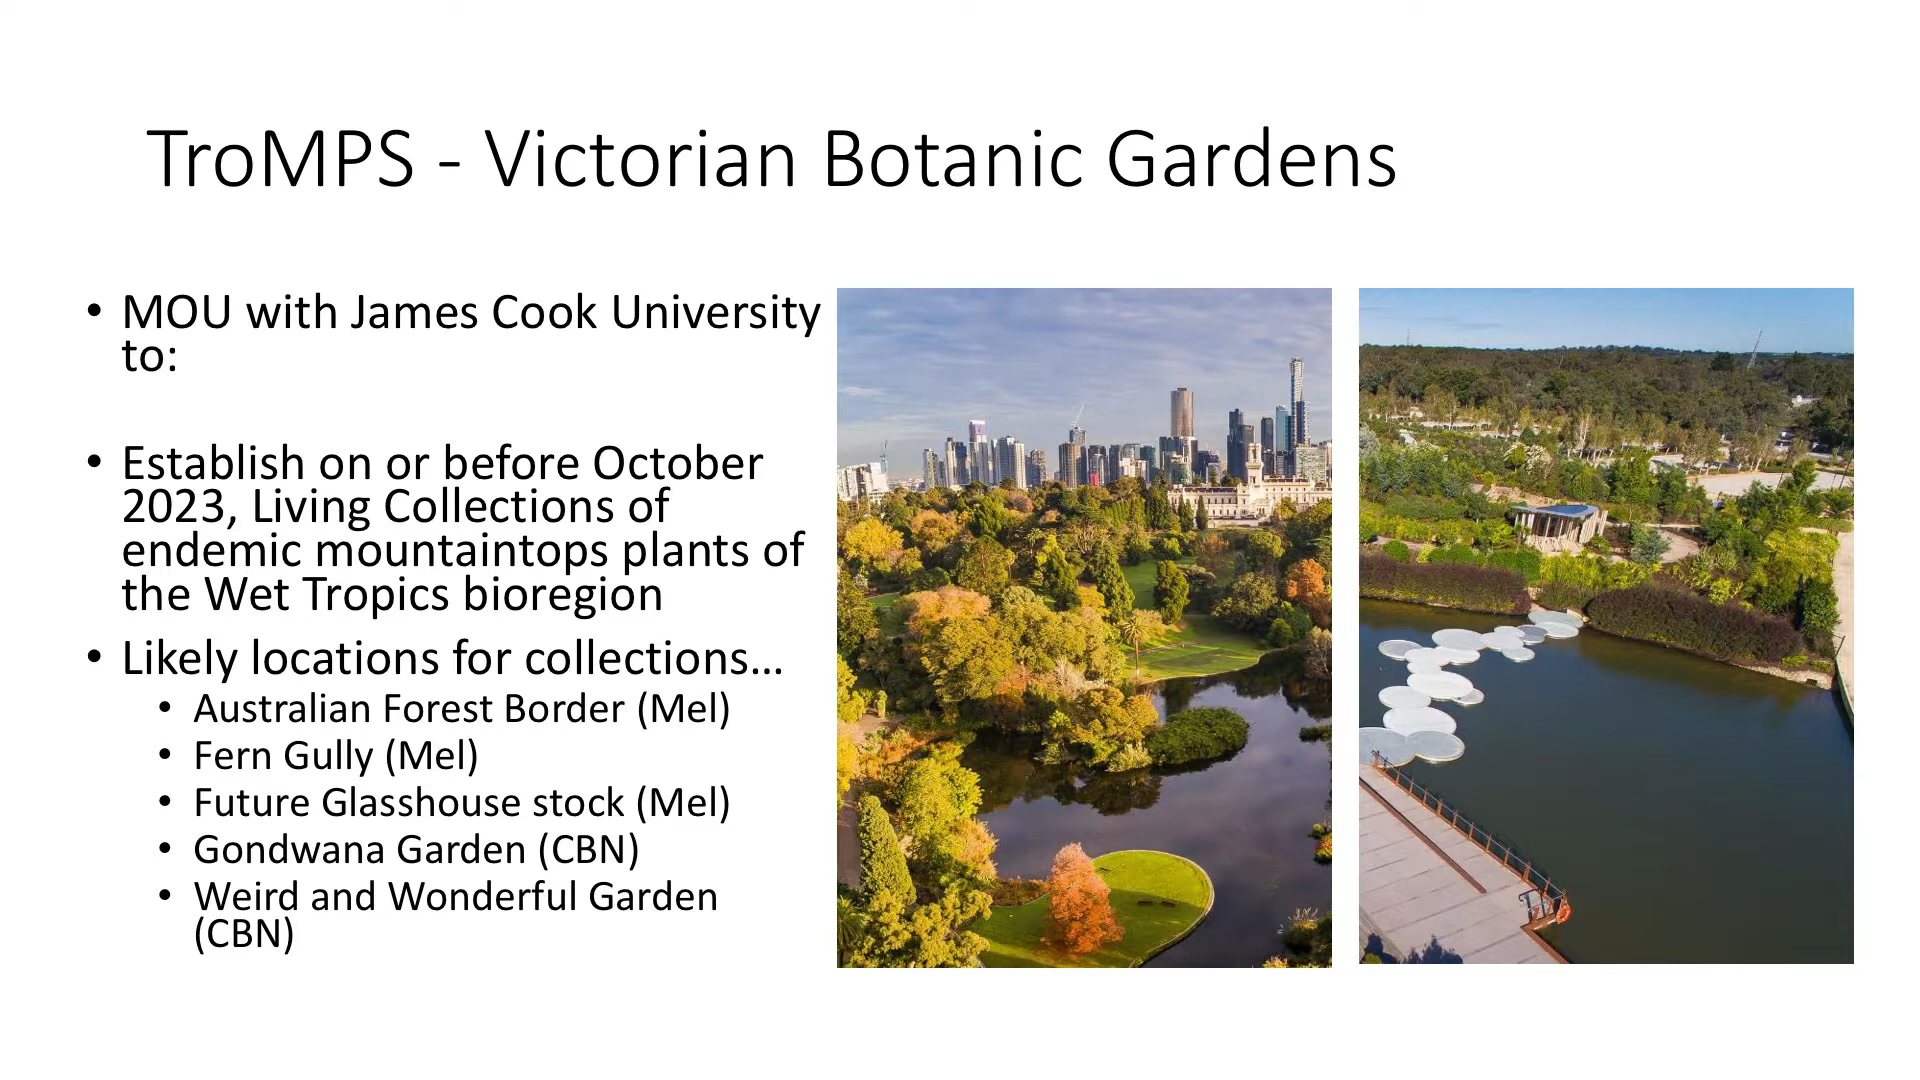 TroMPS - Victorian Botanic Gardens
• MOU with James Cook University
to:
• Establish on or before October
2023, Living Collections of
endemic mountaintops plants of
the Wet Tropics bioregion
• Likely locations for collections…
• Australian Forest Border (Mel)
• Fern Gully (Mel)
• Future Glasshouse stock (Mel)
• Gondwana Garden (CBN)
• Weird and Wonderful Garden
(CBN)